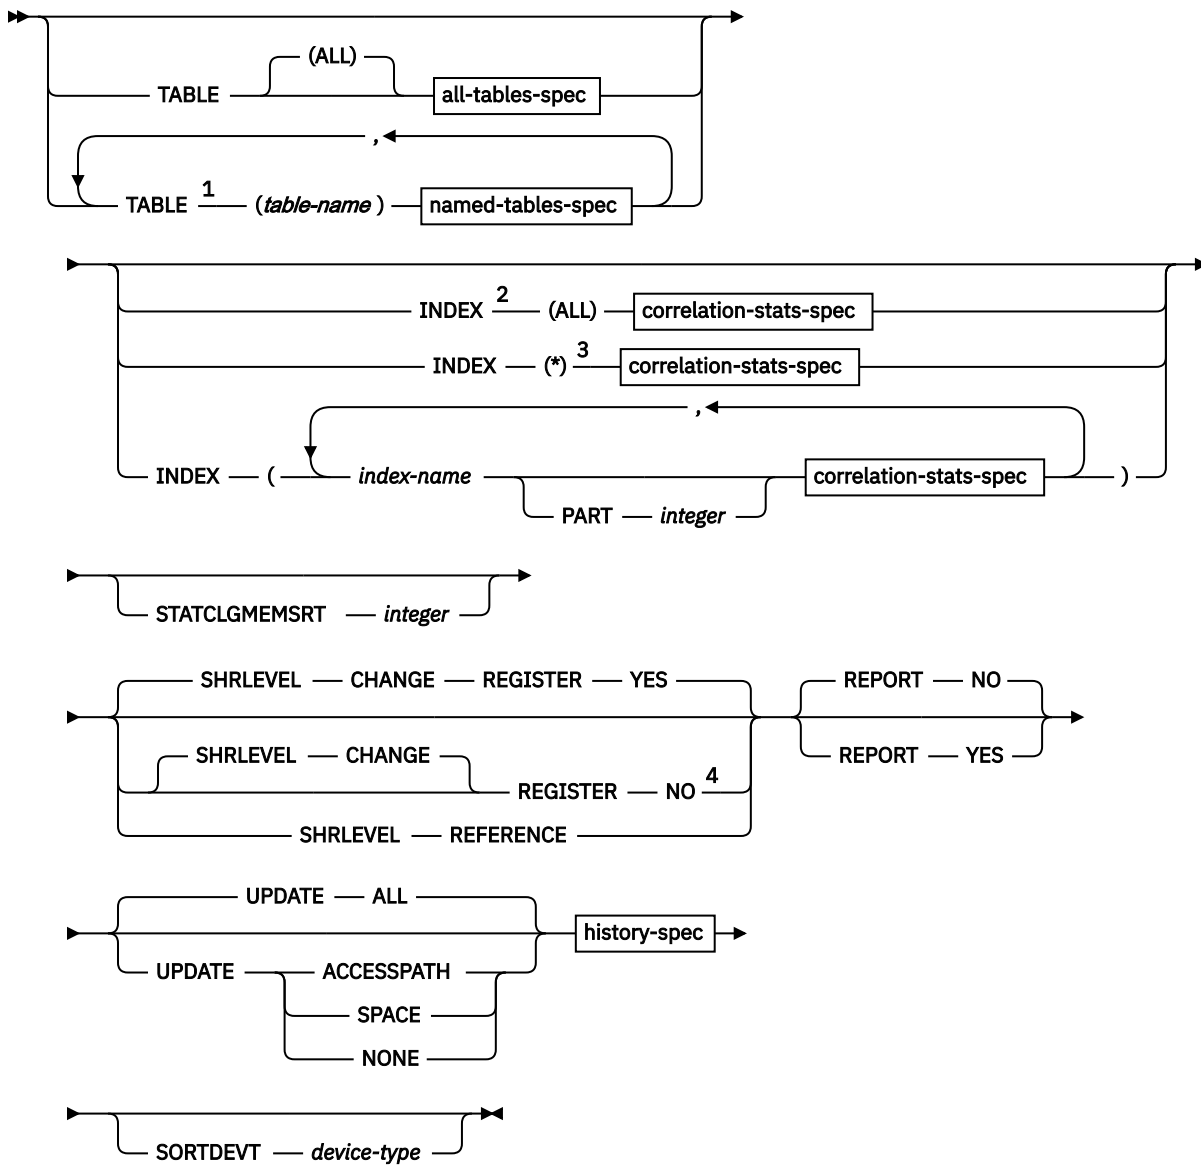 (ALL)
TABLE all-tables-spec
,
TABLE 1 (table-name) named-tables-spec
INDEX 2 (ALL) correlation-stats-spec
INDEX (*) 3 correlation-stats-spec
,
INDEX ( index-name correlation-stats-spec )
PART integer
STATCLGMEMSRT integer
SHRLEVEL CHANGE REGISTER YES REPORT NO
SHRLEVEL CHANGE REPORT YES
REGISTER NO 4
SHRLEVEL REFERENCE
UPDATE ALL
history-spec
UPDATE ACCESSPATH
SPACE
NONE
SORTDEVT device-type